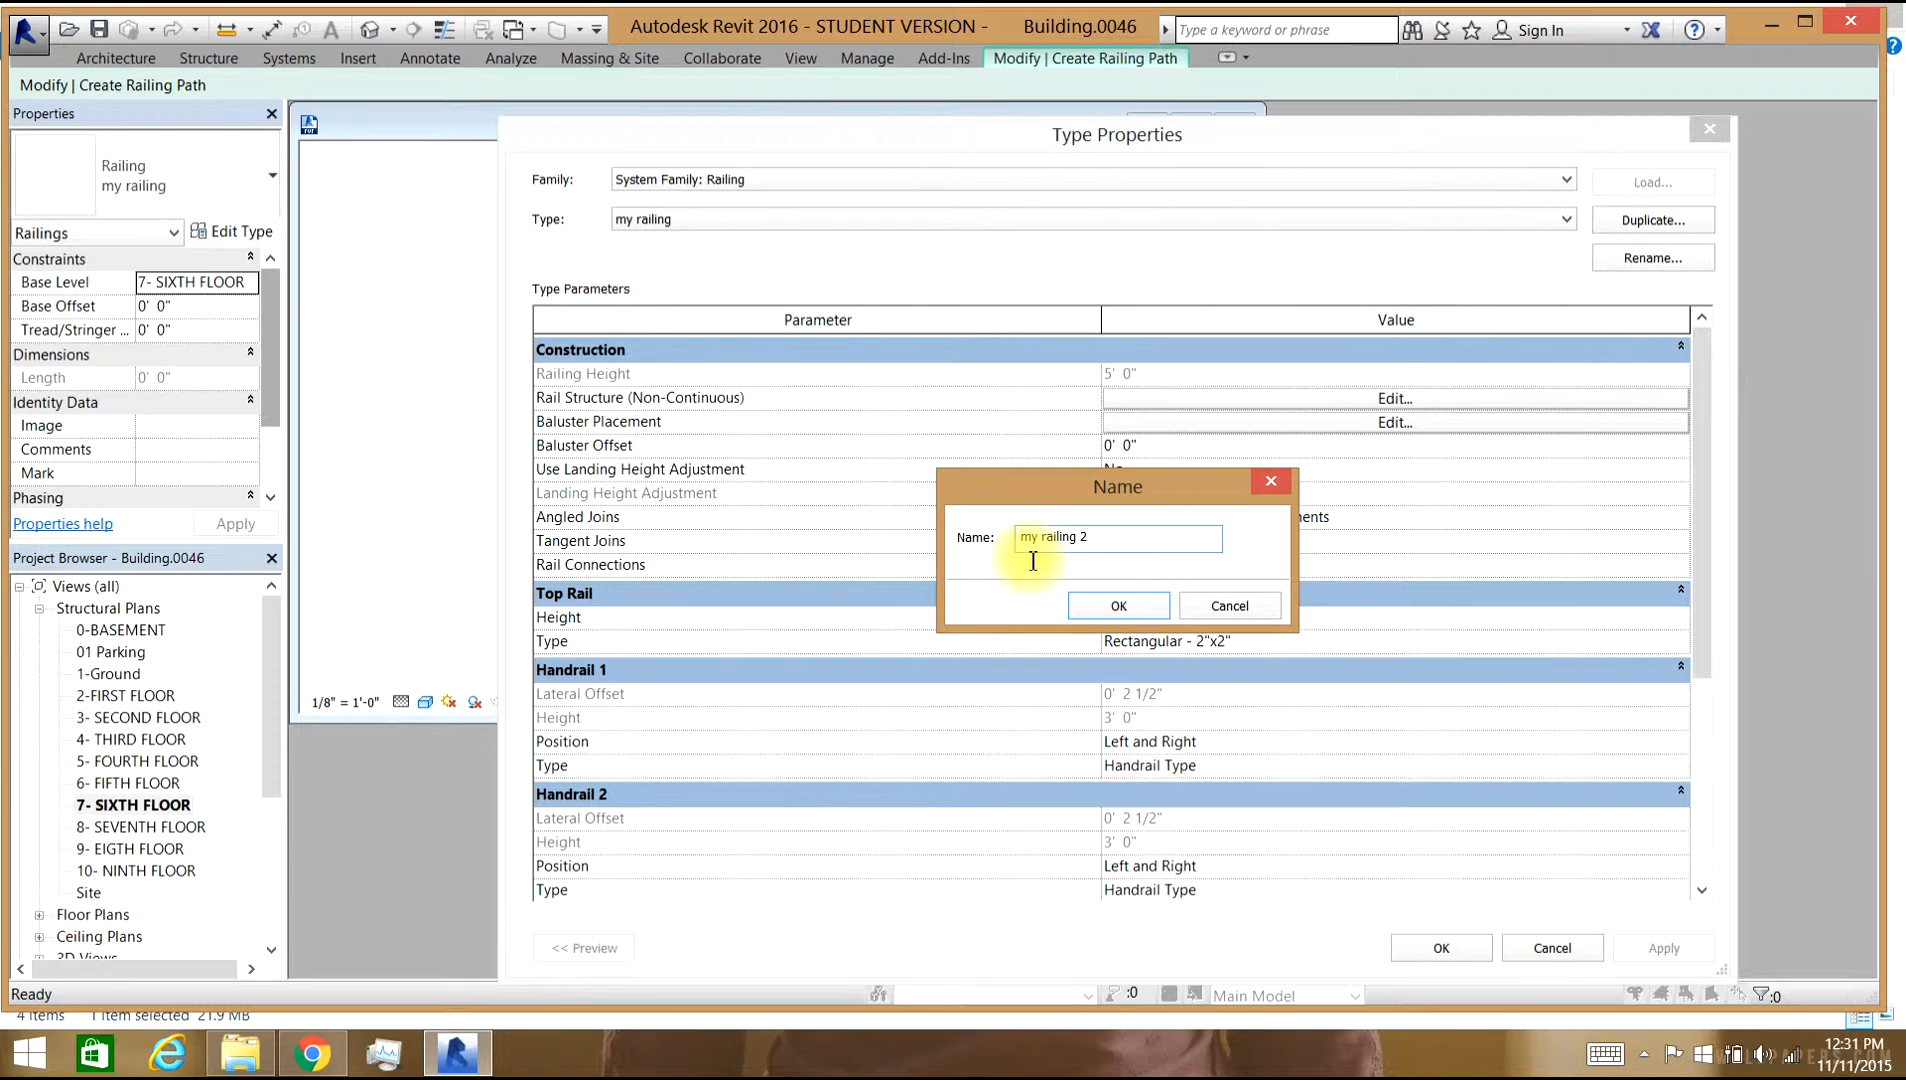 Autodesk Revit 2016 - STUDENT VERSION - Building.0046
Type a keyword or phrase
Sign In
Architecture Structure Systems Insert Annotate Analyze Massing & Site Collaborate View Manage Add-Ins Modify | Create Railing Path
Modify | Create Railing Path
Properties
Railing
my railing
Railings
Edit Type
Constraints
Base Level 7- SIXTH FLOOR
Base Offset 0' 0"
Tread/Stringer ... 0' 0"
Dimensions
Length 0' 0"
Identity Data
Image
Comments
Mark
Phasing
Properties help
Apply
Project Browser - Building.0046
Views (all)
Structural Plans
0-BASEMENT
01 Parking
1-Ground
2-FIRST FLOOR
3- SECOND FLOOR
4- THIRD FLOOR
5- FOURTH FLOOR
6- FIFTH FLOOR
7- SIXTH FLOOR
8- SEVENTH FLOOR
9- EIGTH FLOOR
10- NINTH FLOOR
Site
Floor Plans
Ceiling Plans
3D Views
1/8" = 1'-0"
Type Properties
Family: System Family: Railing
Load...
Type: my railing
Duplicate...
Rename...
Type Parameters
Parameter Value
Construction
Railing Height 5' 0"
Rail Structure (Non-Continuous) Edit...
Baluster Placement Edit...
Baluster Offset 0' 0"
Use Landing Height Adjustment No
Landing Height Adjustment
Angled Joins
Tangent Joins
Rail Connections
Top Rail
Height
Type Rectangular - 2"x2"
Handrail 1
Lateral Offset 0' 2 1/2"
Height 3' 0"
Position Left and Right
Type Handrail Type
Handrail 2
Lateral Offset 0' 2 1/2"
Height 3' 0"
Position Left and Right
Type Handrail Type
<< Preview
OK
Cancel
Apply
Name
Name: my railing 2
OK
Cancel
Ready
:0
Main Model
:0
4 items 1 item selected 21.9 MB
12:31 PM
11/11/2015